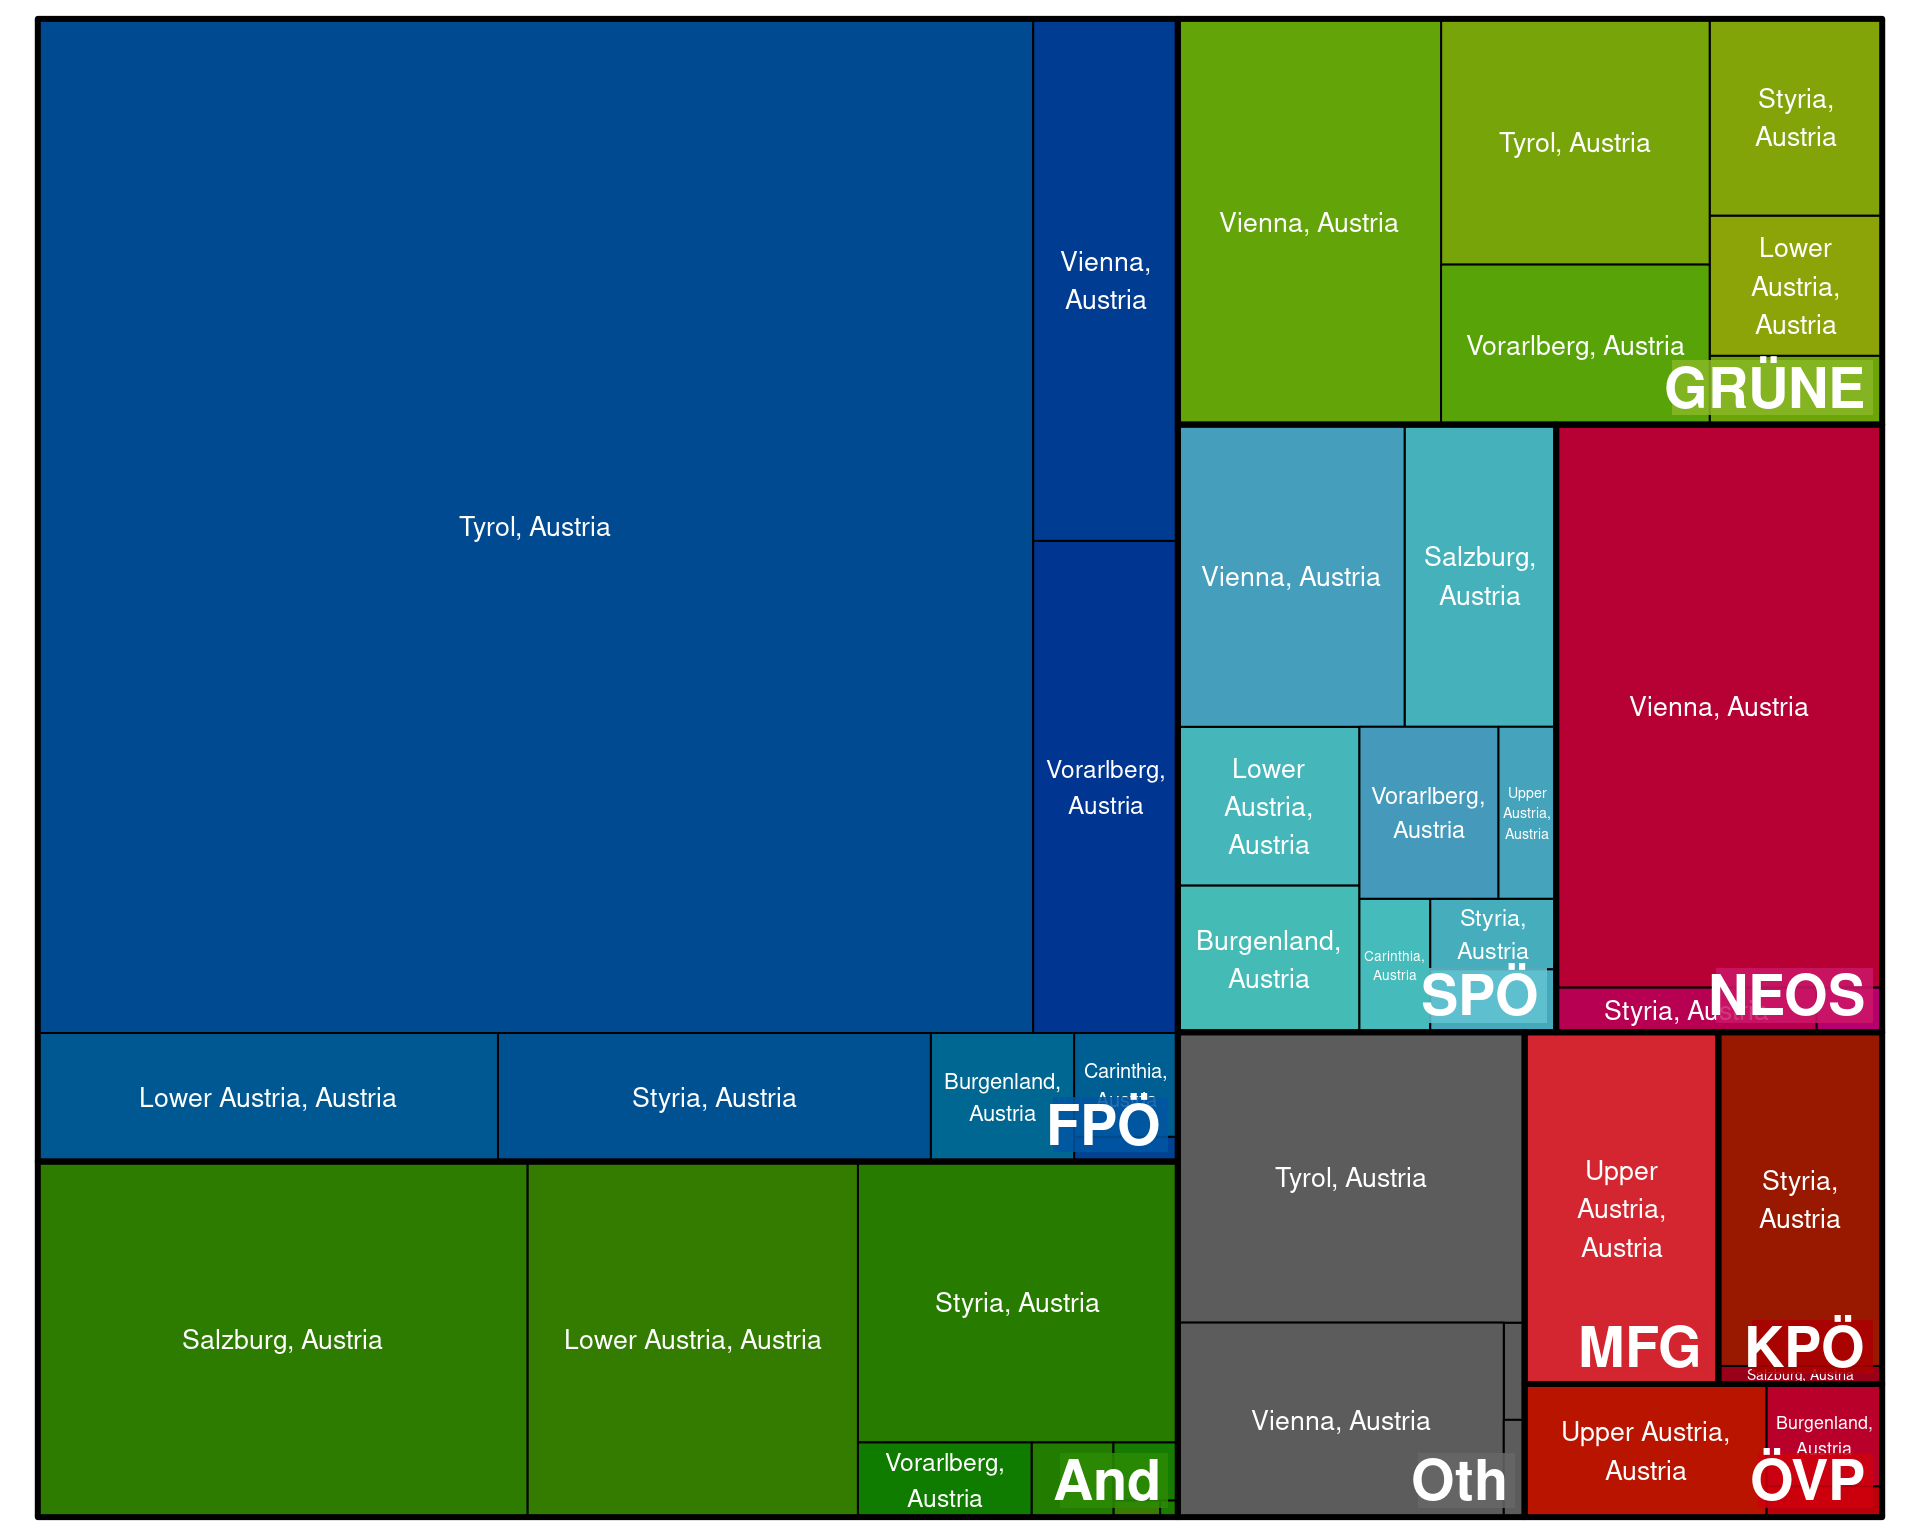 Tyrol, Austria
Vienna,
Austria
Vorarlberg,
Austria
Lower Austria, Austria
Styria, Austria
Burgenland,
Austria
Carinthia,
Austria
FPÖ
Salzburg, Austria
Lower Austria, Austria
Styria, Austria
Vorarlberg,
Austria
And
Vienna, Austria
Tyrol, Austria
Vorarlberg, Austria
Styria,
Austria
Lower
Austria,
Austria
GRÜNE
Vienna, Austria
Salzburg,
Austria
Lower
Austria,
Austria
Burgenland,
Austria
Vorarlberg,
Austria
Upper
Austria,
Austria
Carinthia,
Austria
Styria,
Austria
SPÖ
Vienna, Austria
Styria, Austria
NEOS
Tyrol, Austria
Vienna, Austria
Oth
Upper
Austria,
Austria
MFG
Styria,
Austria
KPÖ
Salzburg, Austria
Upper Austria,
Austria
Burgenland,
Austria
ÖVP